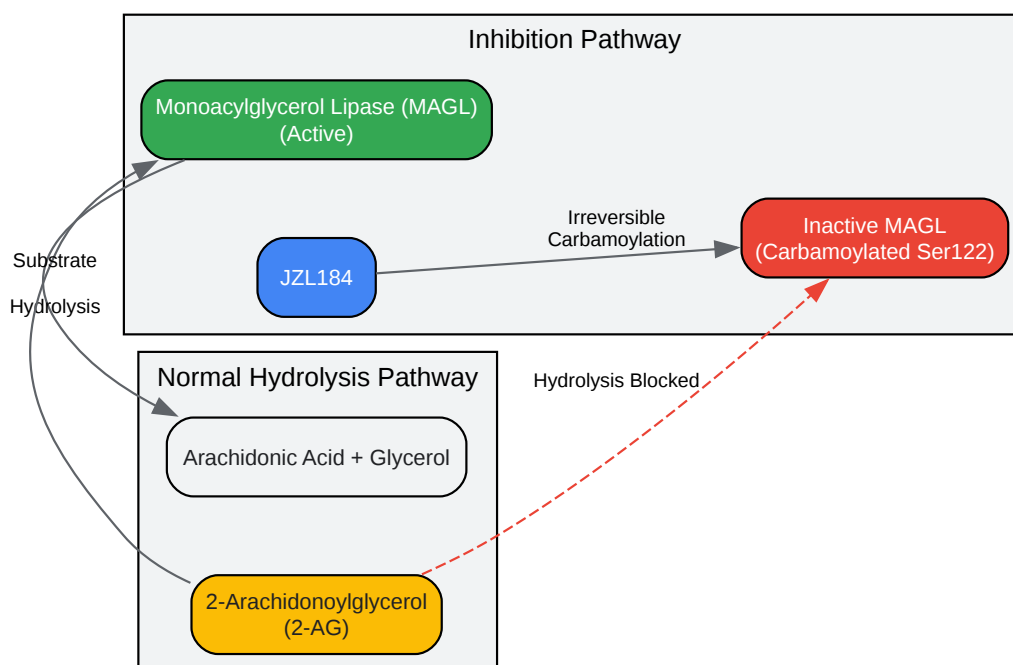 Inhibition Pathway
Monoacylglycerol Lipase (MAGL)
(Active)
Irreversible
Carbamoylation
Inactive MAGL
(Carbamoylated Ser122)
JZL184
Substrate
Hydrolysis
Normal Hydrolysis Pathway
Hydrolysis Blocked
Arachidonic Acid + Glycerol
2-Arachidonoylglycerol
(2-AG)